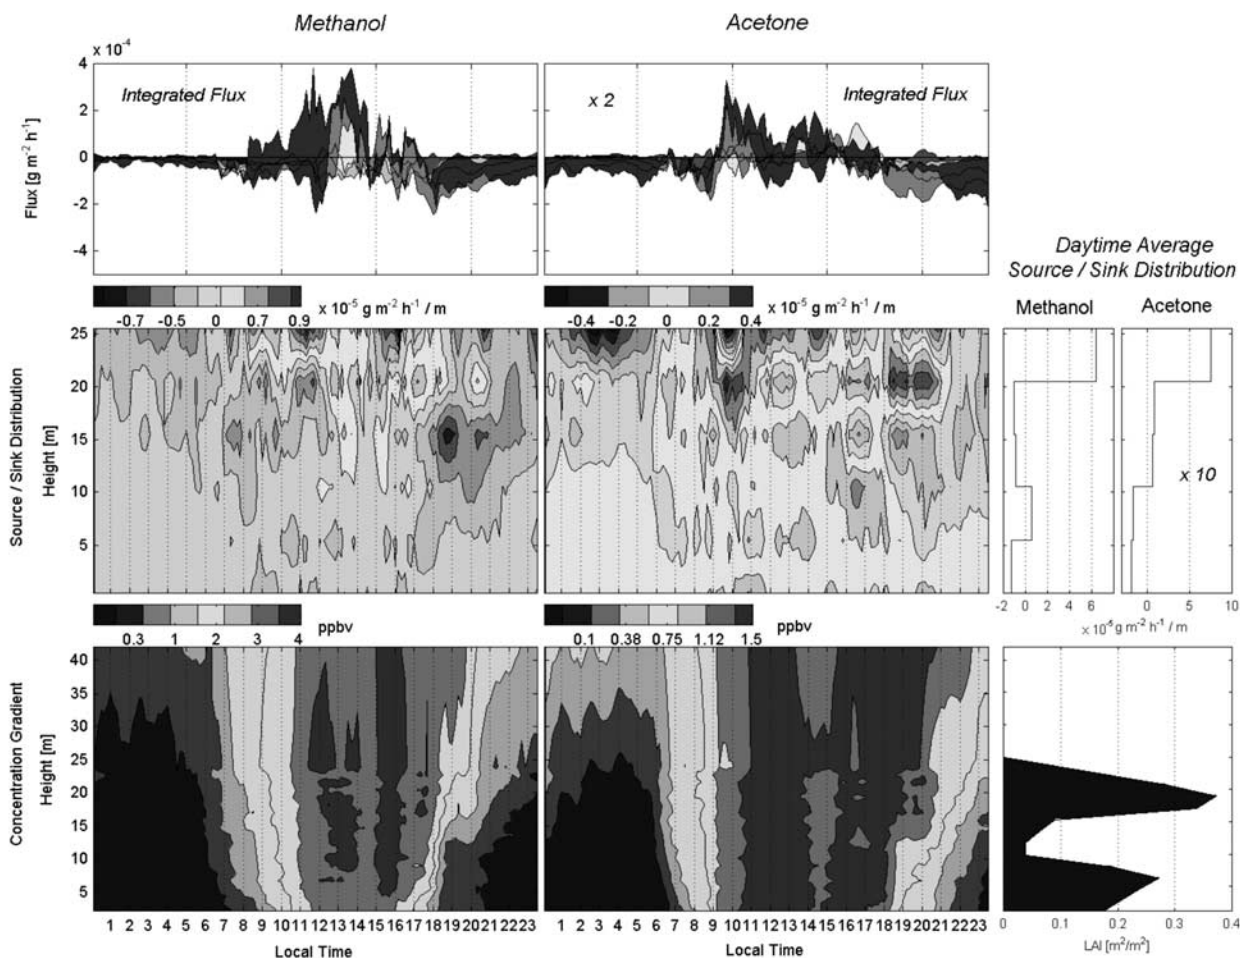 Methanol
Acetone
x 10-4
4
2
0
-2
-4
Flux [g m-2 h-1]
Integrated Flux
x 2
Integrated Flux
Daytime Average
Source / Sink Distribution
-0.7 -0.5 0 0.7 0.9
x 10-5 g m-2 h-1 / m
-0.4 -0.2 0 0.2 0.4
x 10-5 g m-2 h-1 / m
Methanol
Acetone
Source / Sink Distribution
Height [m]
25
20
15
10
5
x 10
-2 0 2 4 6
0 5 10
x 10-5 g m-2 h-1 / m
0.3 1 2 3 4
ppbv
0.1 0.38 0.75 1.12 1.5
ppbv
Concentration Gradient
Height [m]
40
35
30
25
20
15
10
5
1 2 3 4 5 6 7 8 9 10 11 12 13 14 15 16 17 18 19 20 21 22 23
Local Time
1 2 3 4 5 6 7 8 9 10 11 12 13 14 15 16 17 18 19 20 21 22 23
Local Time
0 0.1 0.2 0.3 0.4
LAI [m2/m2]